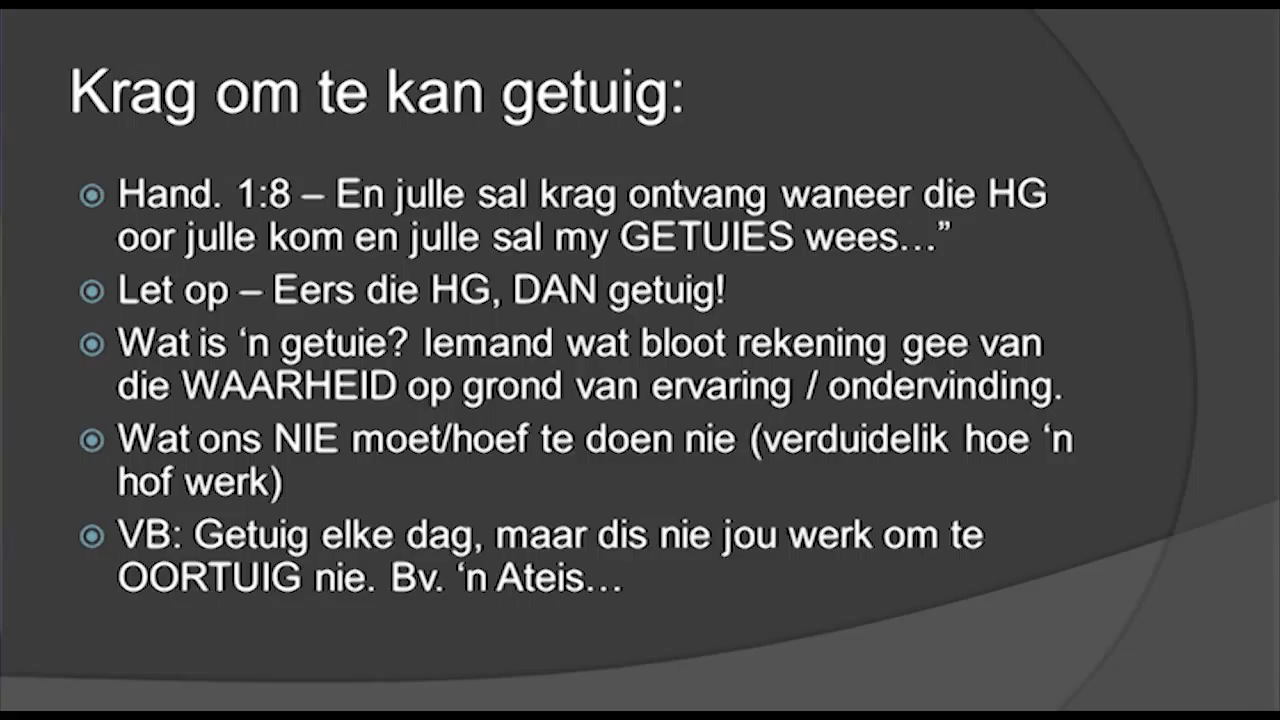 Krag om te kan getuig:
Hand. 1:8 – En julle sal krag ontvang waneer die HG
oor julle kom en julle sal my GETUIES wees…”
Let op – Eers die HG, DAN getuig!
Wat is ‘n getuie? Iemand wat bloot rekening gee van
die WAARHEID op grond van ervaring / ondervinding.
Wat ons NIE moet/hoef te doen nie (verduidelik hoe ‘n
hof werk)
VB: Getuig elke dag, maar dis nie jou werk om te
OORTUIG nie. Bv. ‘n Ateis…